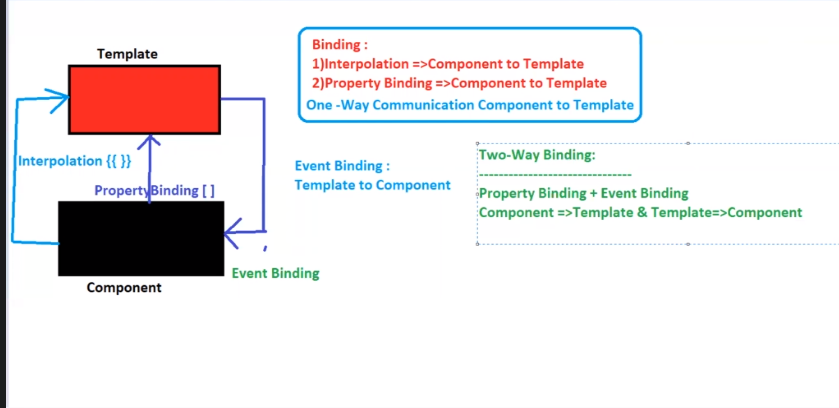 Template
Interpolation {{ }}
PropertyBinding [ ]
Component
Event Binding
Binding :
1)Interpolation =>Component to Template
2)Property Binding =>Component to Template
One -Way Communication Component to Template
Event Binding :
Template to Component
Two-Way Binding:
------------------------------
Property Binding + Event Binding
Component =>Template & Template=>Component